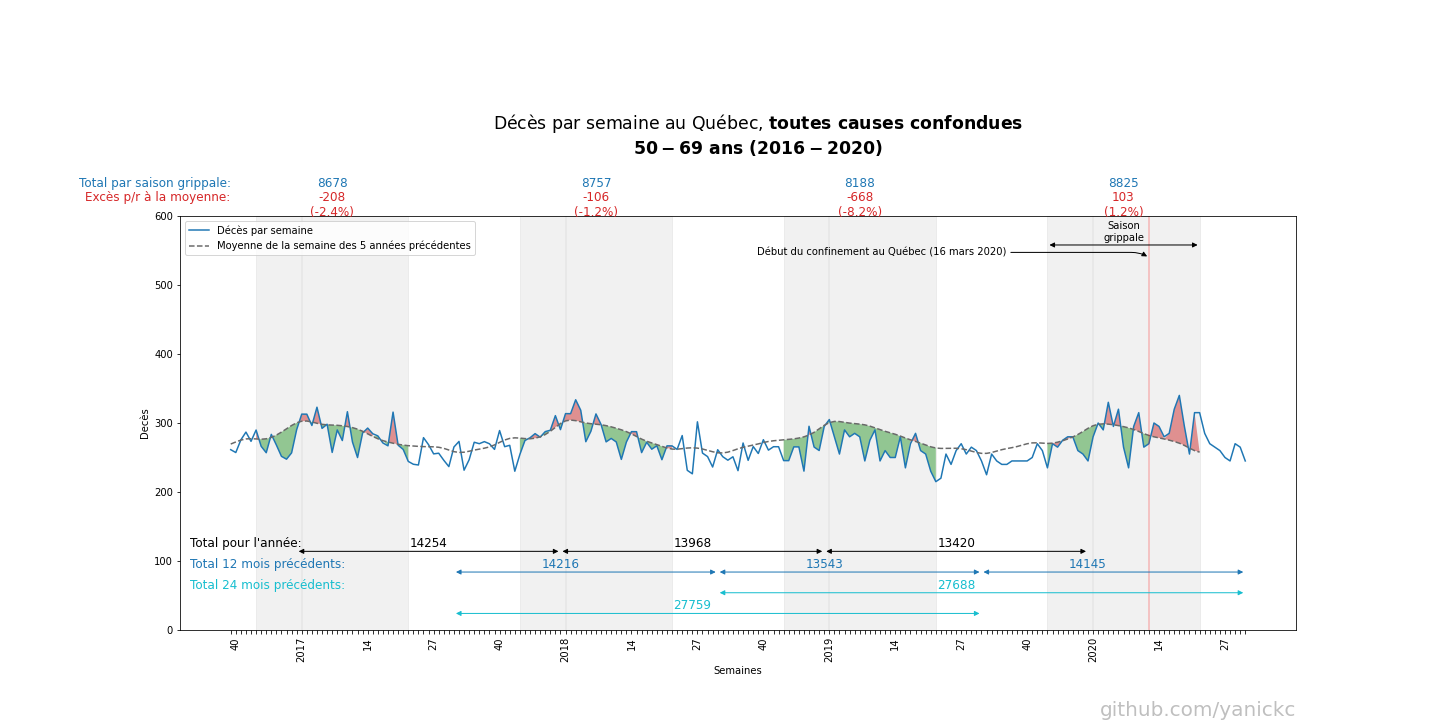 Décès par semaine au Québec, toutes causes confondues
50 – 69 ans (2016 – 2020)
Total par saison grippale: 8678 8757 8188 8825
Excès p/r à la moyenne: -208 -106 -668 103
(-2.4%) (-1.2%) (-8.2%) (1.2%)
600
Décès par semaine
Moyenne de la semaine des 5 années précédentes
Saison
grippale
Début du confinement au Québec (16 mars 2020)
500
400
300
200
100
0
Decès
Total pour l'année: 14254 13968 13420
Total 12 mois précédents: 14216 13543 14145
Total 24 mois précédents: 27688
27759
40 2017 14 27 40 2018 14 27 40 2019 14 27 40 2020 14 27
Semaines
github.com/yanickc